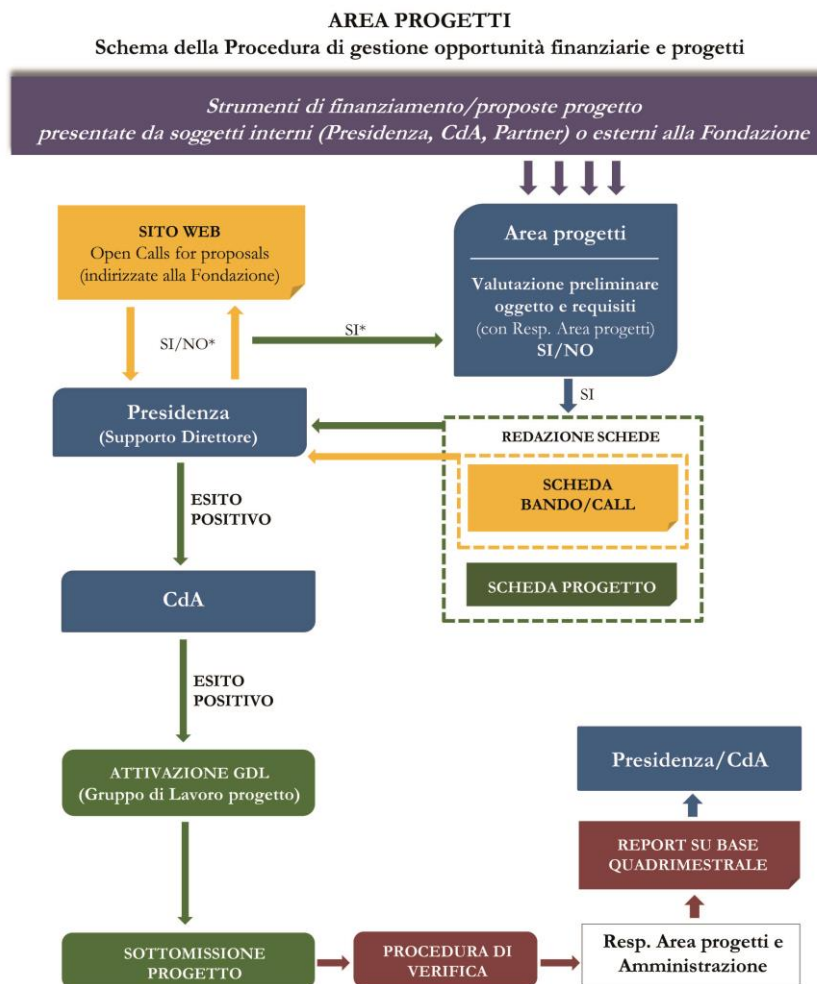 AREA PROGETTI
Schema della Procedura di gestione opportunità finanziarie e progetti
Strumenti di finanziamento/proposte progetto
presentate da soggetti interni (Presidenza, CdA, Partner) o esterni alla Fondazione
SITO WEB
Open Calls for proposals
(indirizzate alla Fondazione)
Area progetti
Valutazione preliminare
oggetto e requisiti
(con Resp. Area progetti)
SI/NO
SI/NO*
SI*
SI
Presidenza
(Supporto Direttore)
REDAZIONE SCHEDE
SCHEDA
BANDO/CALL
SCHEDA PROGETTO
ESITO
POSITIVO
CdA
ESITO
POSITIVO
ATTIVAZIONE GDL
(Gruppo di Lavoro progetto)
SOTTOMISSIONE
PROGETTO
PROCEDURA DI
VERIFICA
Resp. Area progetti e
Amministrazione
REPORT SU BASE
QUADRIMESTRALE
Presidenza/CdA